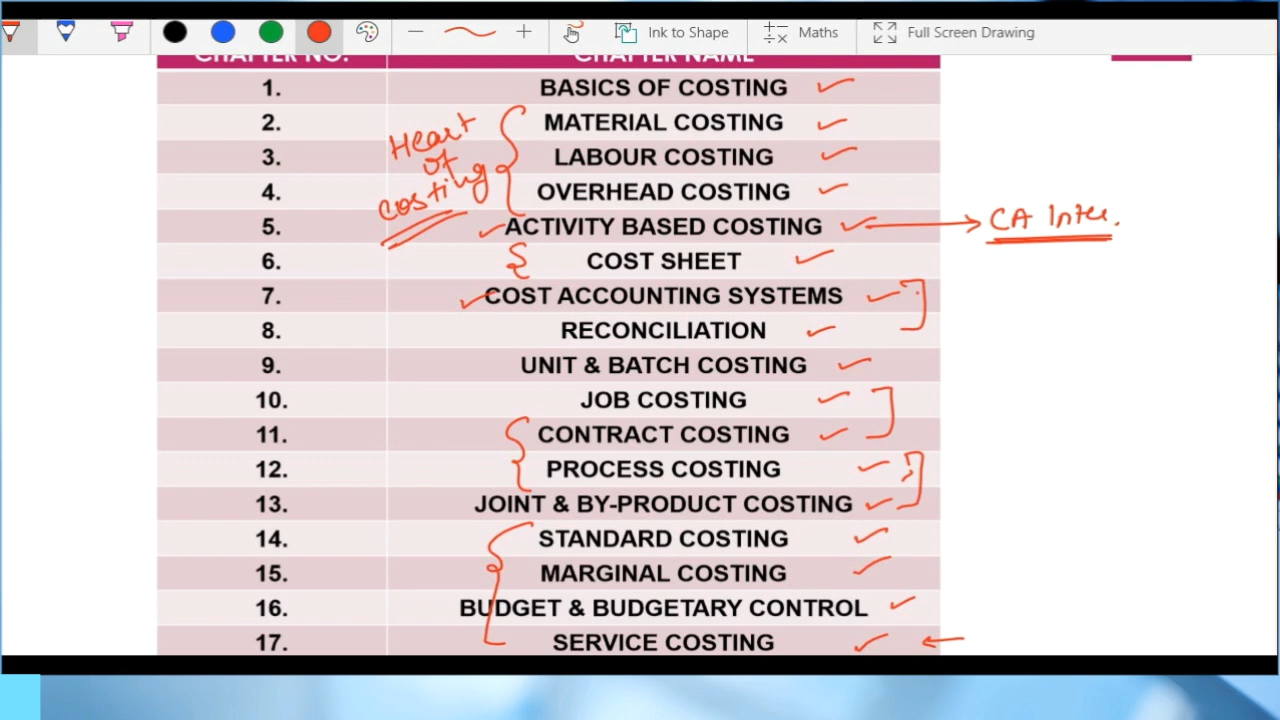 Ink to Shape Maths Full Screen Drawing
CHAPTER NO. CHAPTER NAME
1. BASICS OF COSTING
2. MATERIAL COSTING
3. LABOUR COSTING
4. OVERHEAD COSTING
Heart
of
costing
5. ACTIVITY BASED COSTING
CA Inter.
6. COST SHEET
7. COST ACCOUNTING SYSTEMS
8. RECONCILIATION
9. UNIT & BATCH COSTING
10. JOB COSTING
11. CONTRACT COSTING
12. PROCESS COSTING
13. JOINT & BY-PRODUCT COSTING
14. STANDARD COSTING
15. MARGINAL COSTING
16. BUDGET & BUDGETARY CONTROL
17. SERVICE COSTING